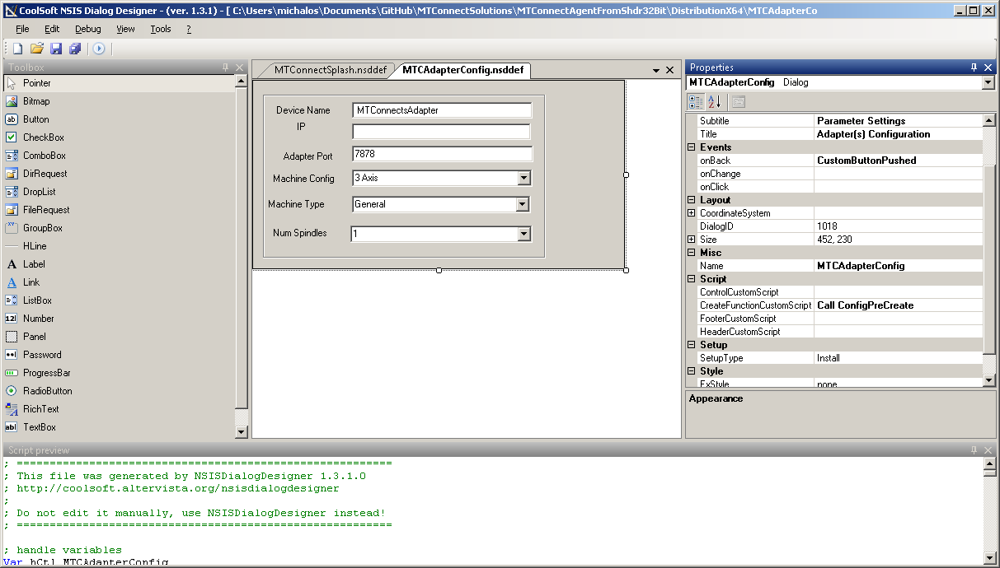 CoolSoft NSIS Dialog Designer - (ver. 1.3.1) - [ C:\Users\michalos\Documents\GitHub\MTConnectSolutions\MTConnectAgentFromShdr32Bit\DistributionX64\MTCAdapterCo
File Edit Debug View Tools ?
Toolbox
Pointer
Bitmap
Button
CheckBox
ComboBox
DirRequest
DropList
FileRequest
GroupBox
HLine
Label
Link
ListBox
Number
Panel
Password
ProgressBar
RadioButton
RichText
TextBox
MTConnectSplash.nsddef MTCAdapterConfig.nsddef
Device Name MTConnectsAdapter
IP
Adapter Port 7878
Machine Config 3 Axis
Machine Type General
Num Spindles 1
Properties
MTCAdapterConfig Dialog
Subtitle Parameter Settings
Title Adapter(s) Configuration
Events
onBack CustomButtonPushed
onChange
onClick
Layout
CoordinateSystem
DialogID 1018
Size 452, 230
Misc
Name MTCAdapterConfig
Script
ControlCustomScript
CreateFunctionCustomScript Call ConfigPreCreate
FooterCustomScript
HeaderCustomScript
Setup
SetupType Install
Style
ExStyle none
Appearance
Script preview
; =========================================================
; This file was generated by NSISDialogDesigner 1.3.1.0
; http://coolsoft.altervista.org/nsisdialogdesigner
;
; Do not edit it manually, use NSISDialogDesigner instead!
; =========================================================
; handle variables
Var hCtl_MTCAdapterConfig